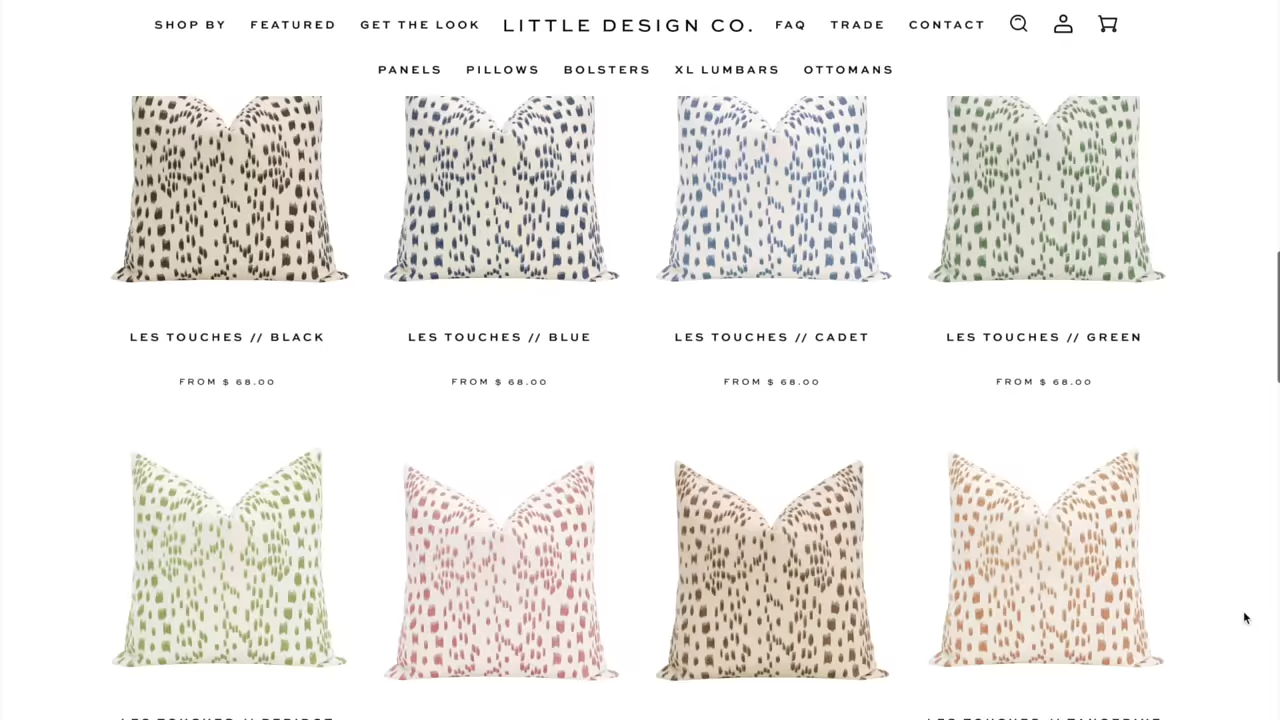 SHOP BY FEATURED GET THE LOOK LITTLE DESIGN CO. FAQ TRADE CONTACT
PANELS PILLOWS BOLSTERS XL LUMBARS OTTOMANS
LES TOUCHES // BLACK LES TOUCHES // BLUE LES TOUCHES // CADET LES TOUCHES // GREEN
FROM $ 68.00 FROM $ 68.00 FROM $ 68.00 FROM $ 68.00